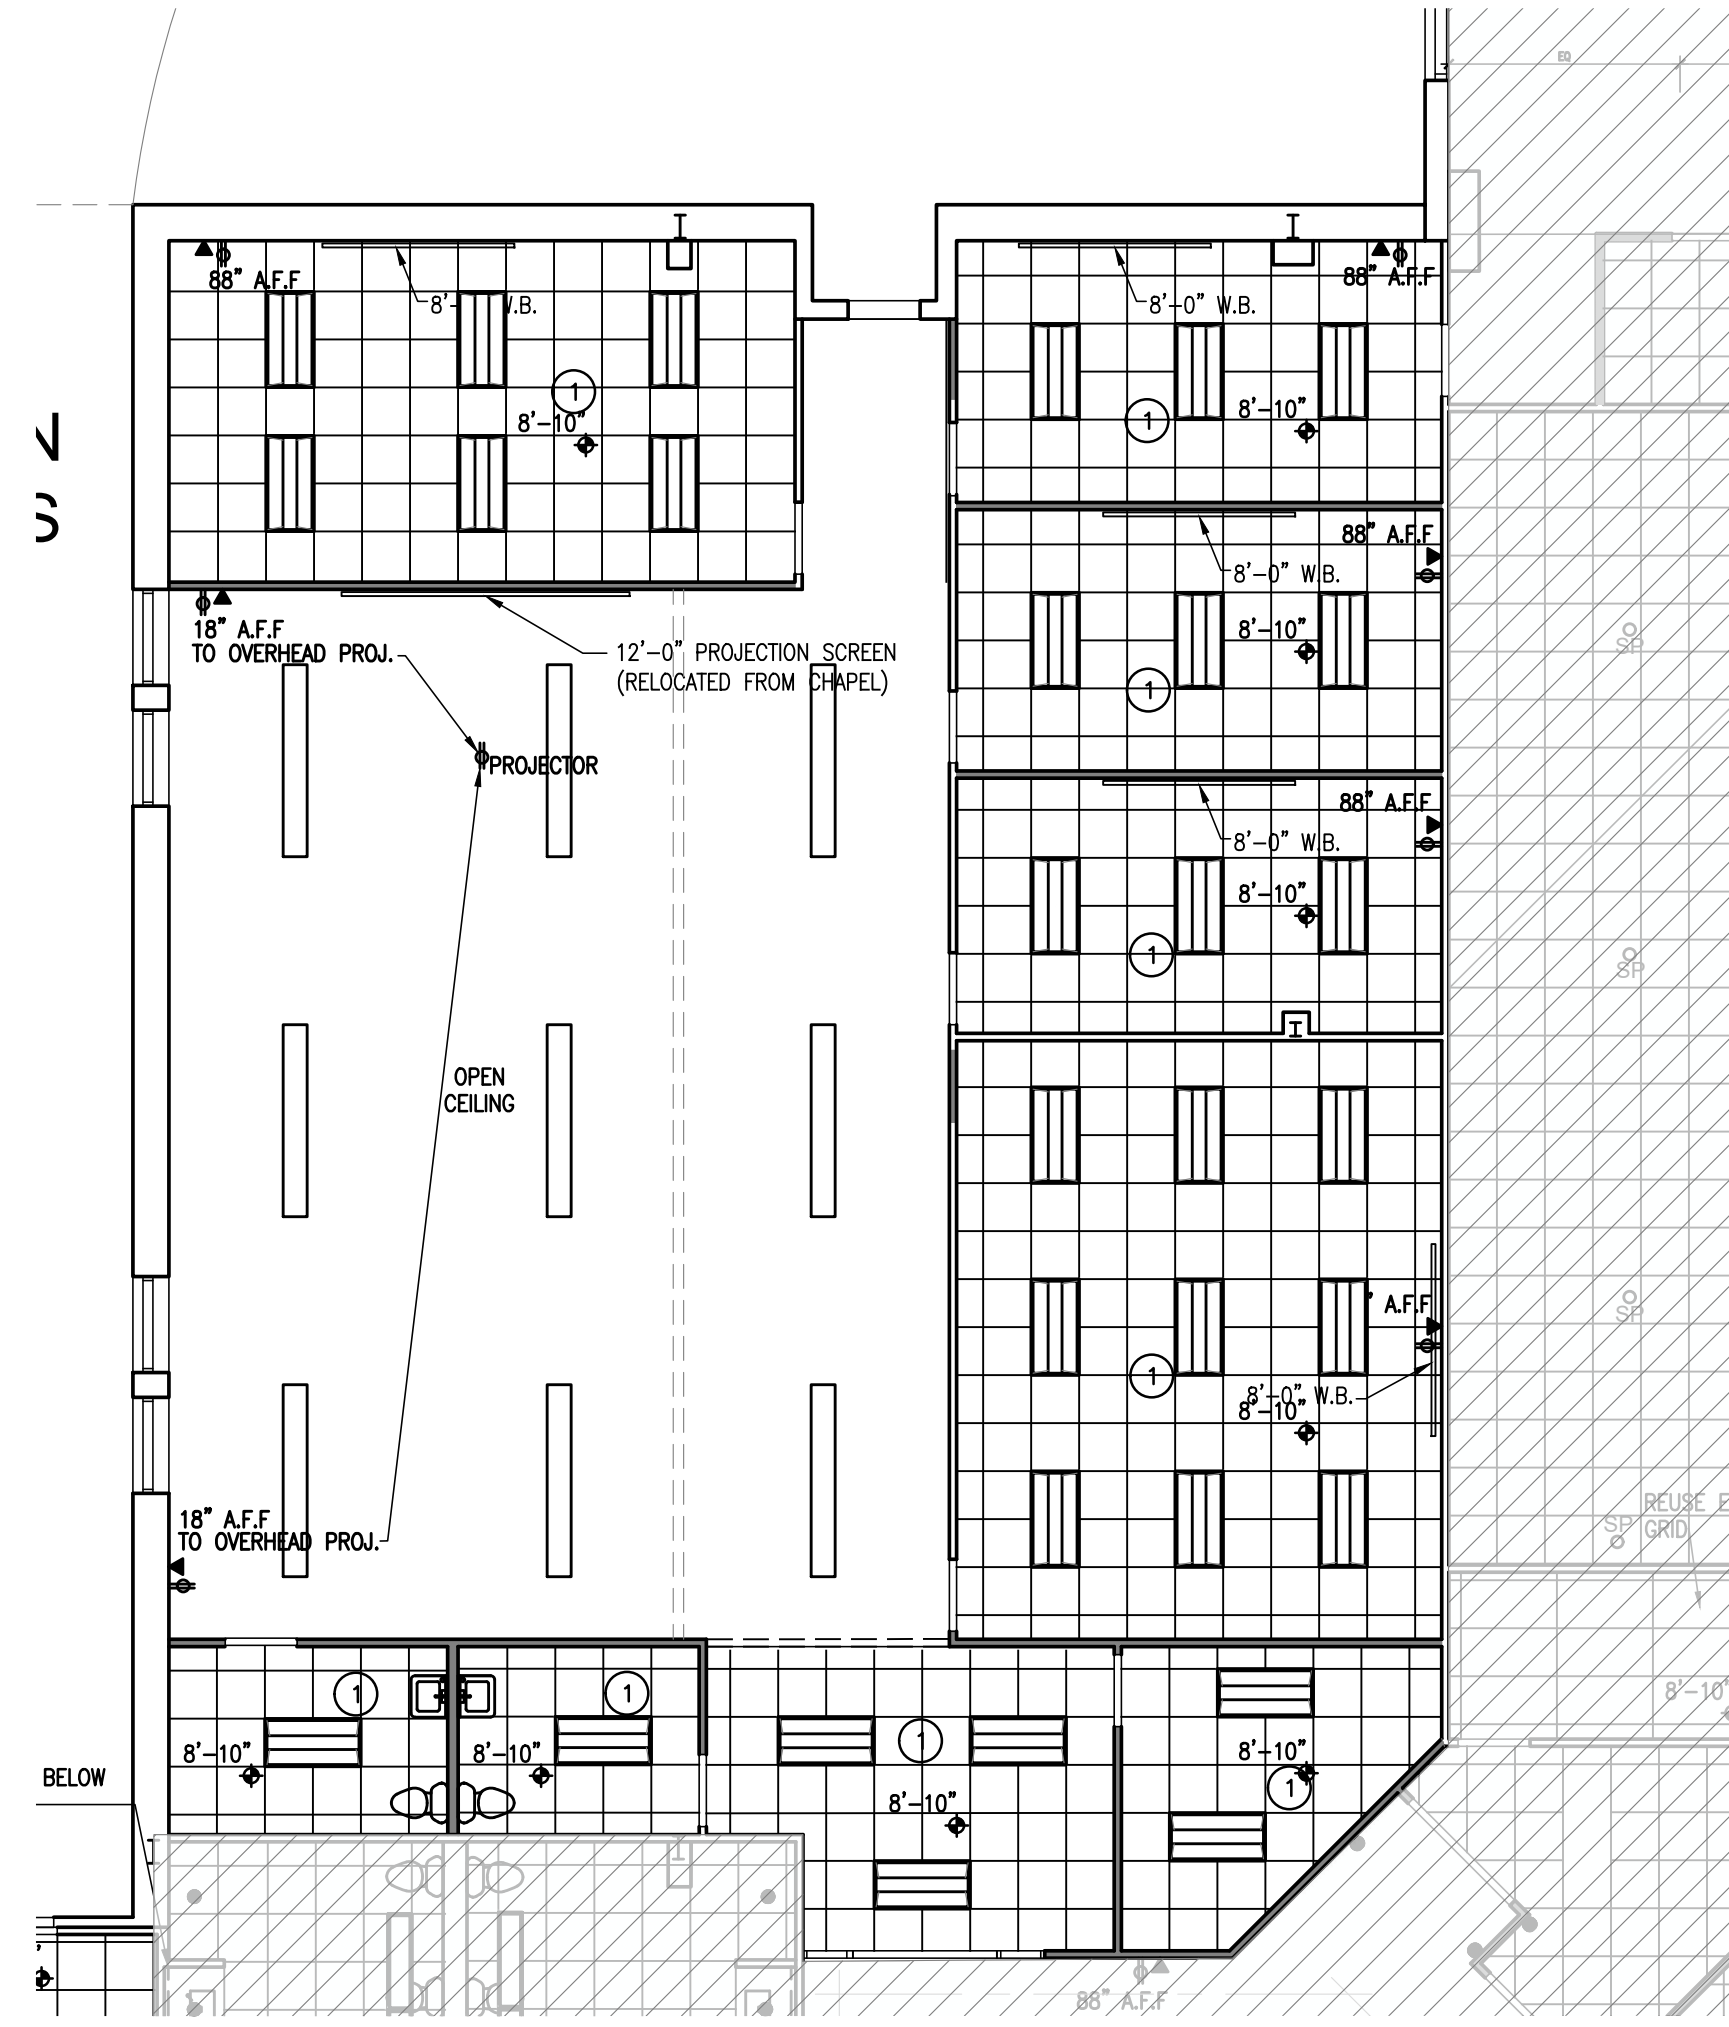 EQ
88" A.F.F
8'- W.B.
1
8'-10"
8'-0" W.B.
88" A.F.F
1
8'-10"
S
88" A.F.F
8'-0" W.B.
8'-10"
1
18" A.F.F
TO OVERHEAD PROJ.
12'-0" PROJECTION SCREEN
(RELOCATED FROM CHAPEL)
PROJECTOR
SP
88" A.F.F
8'-0" W.B.
8'-10"
1
SP
OPEN
CEILING
SP
' A.F.F
1
8'-0" W.B.
8'-10"
18" A.F.F
TO OVERHEAD PROJ.
REUSE E
SP GRID
1
8'-10"
1
8'-10"
1
8'-10"
8'-10"
1
8'-10"
BELOW
88" A.F.F